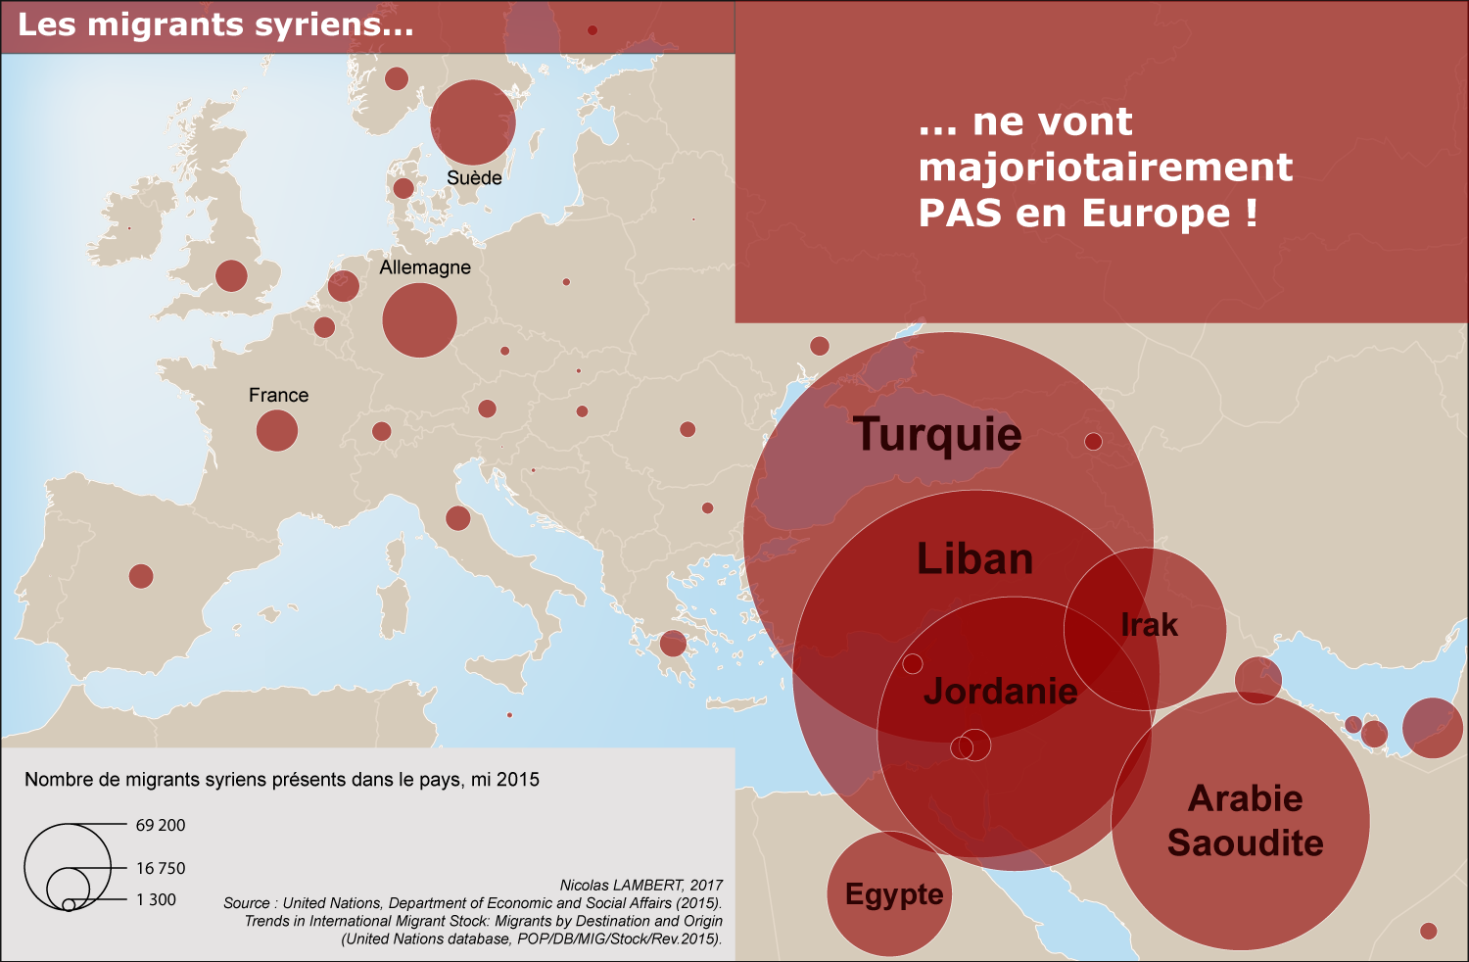 Les migrants syriens...
... ne vont
majoriotairement
PAS en Europe !
Suède
Allemagne
France
Turquie
Liban
Irak
Jordanie
Arabie
Saoudite
Egypte
Nombre de migrants syriens présents dans le pays, mi 2015
69 200
16 750
1 300
Nicolas LAMBERT, 2017
Source : United Nations, Department of Economic and Social Affairs (2015).
Trends in International Migrant Stock: Migrants by Destination and Origin
(United Nations database, POP/DB/MIG/Stock/Rev.2015).